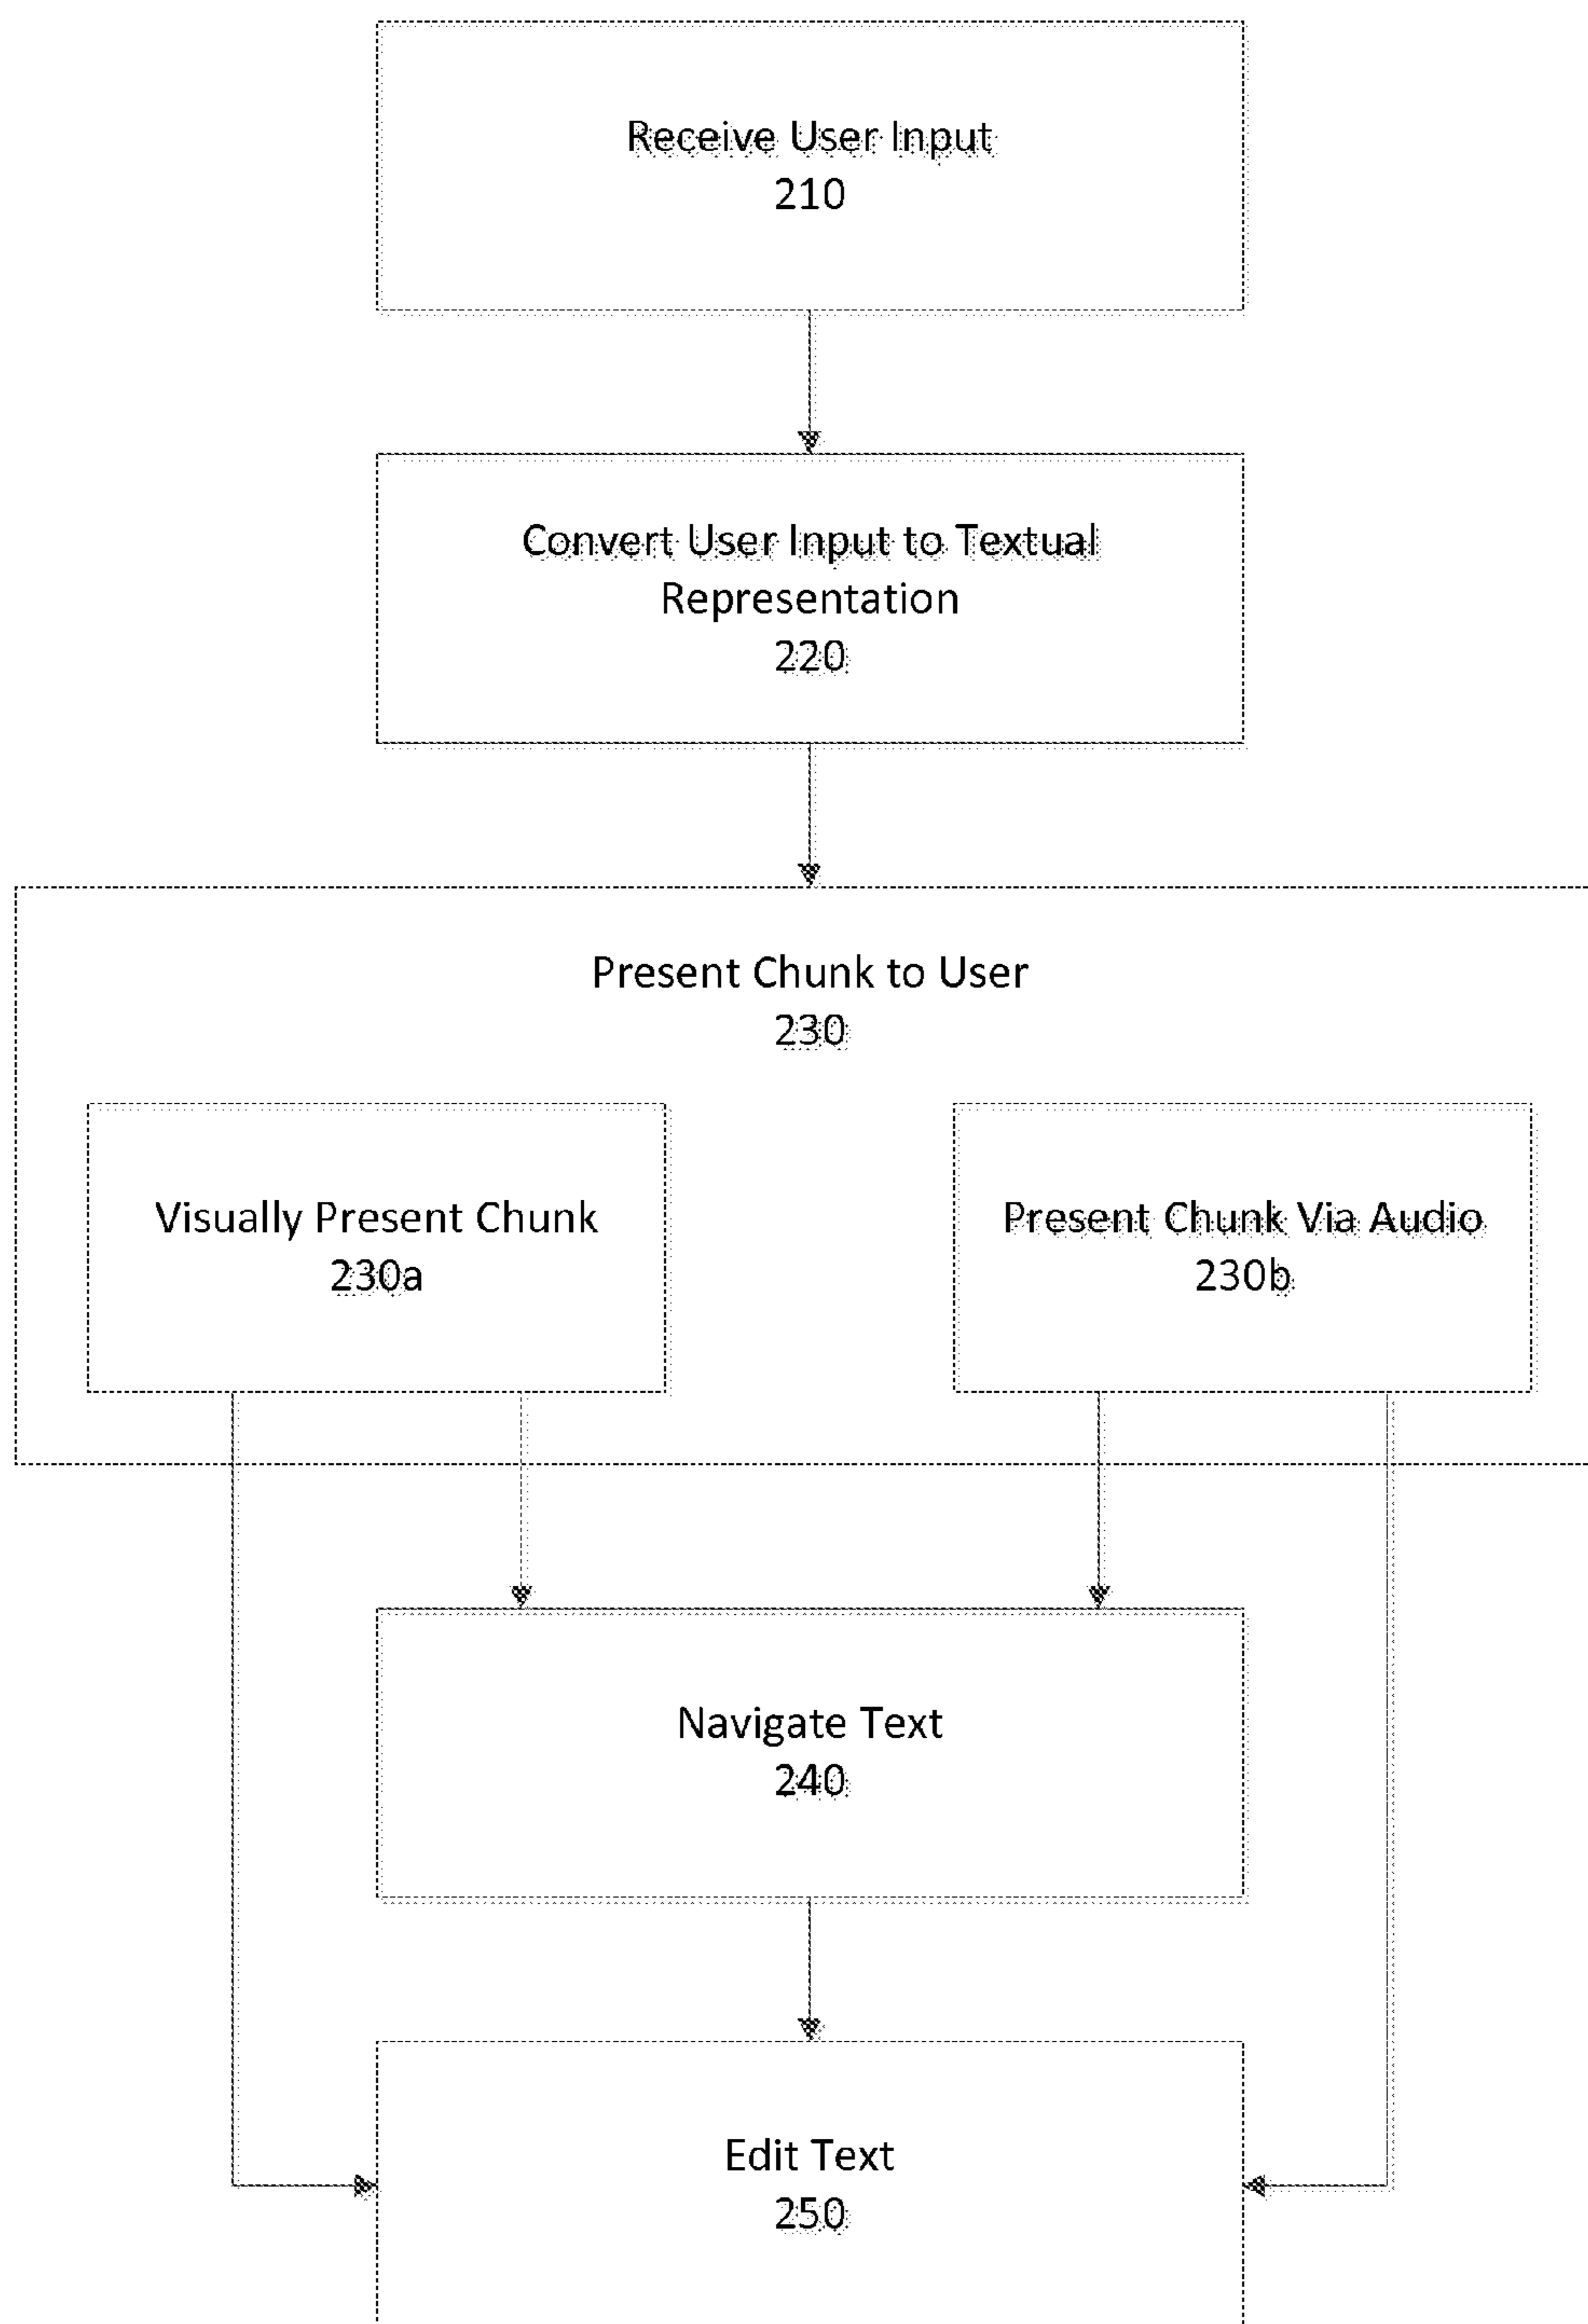 Receive User Input
210
Convert User Input to Textual
Representation
220
Present Chunk to User
230
Visually Present Chunk
230a
Present Chunk Via Audio
230b
Navigate Text
240
Edit Text
250